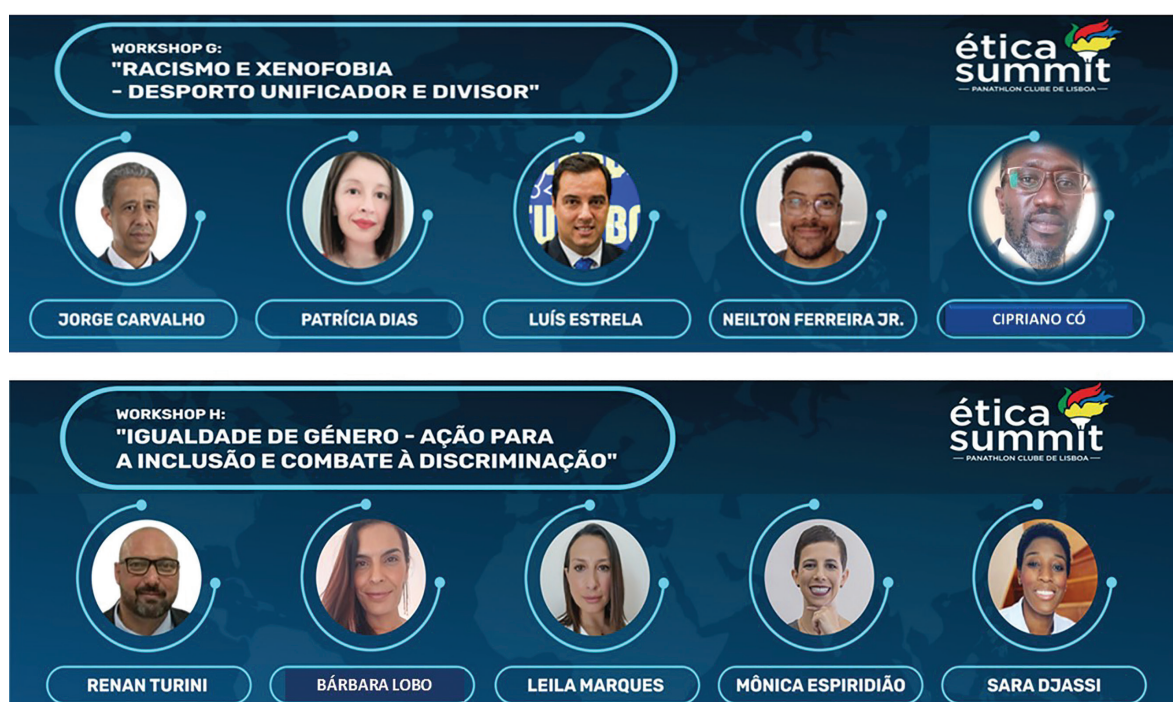 WORKSHOP G:
"RACISMO E XENOFOBIA
- DESPORTO UNIFICADOR E DIVISOR"
ética
summit
— PANATHLON CLUBE DE LISBOA —
JORGE CARVALHO
PATRÍCIA DIAS
LUÍS ESTRELA
NEILTON FERREIRA JR.
CIPRIANO CÓ
WORKSHOP H:
"IGUALDADE DE GÉNERO - AÇÃO PARA
A INCLUSÃO E COMBATE À DISCRIMINAÇÃO"
ética
summit
— PANATHLON CLUBE DE LISBOA —
RENAN TURINI
BÁRBARA LOBO
LEILA MARQUES
MÔNICA ESPIRIDIÃO
SARA DJASSI